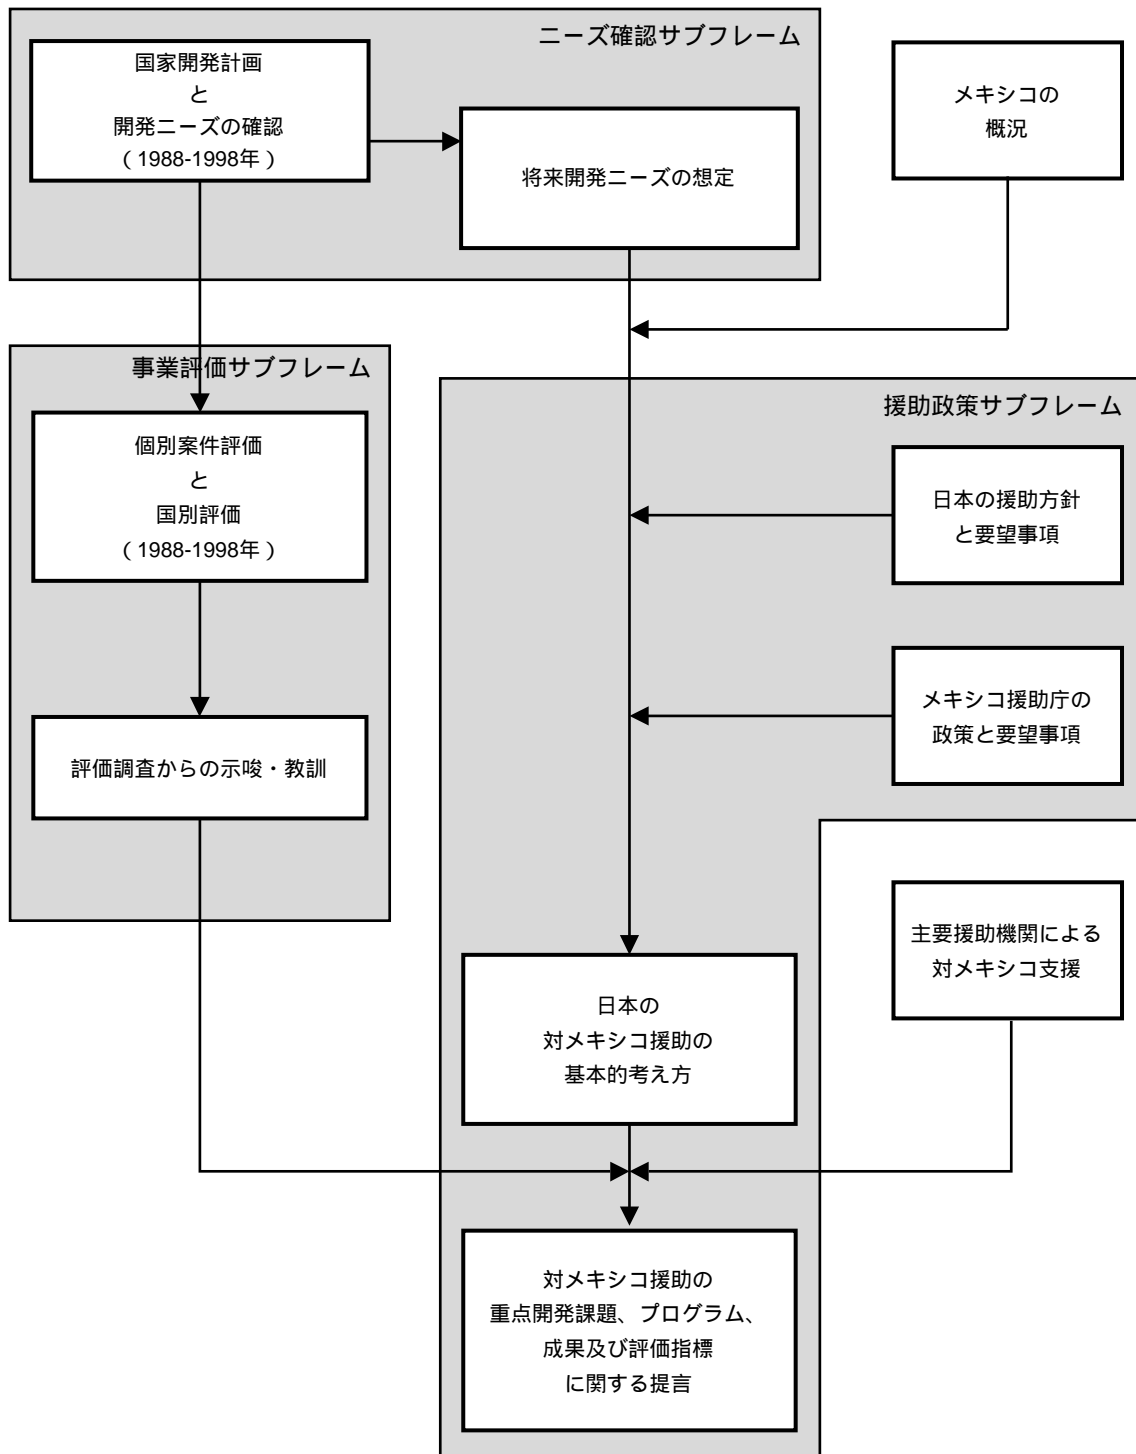 ニーズ確認サブフレーム
国家開発計画
と
開発ニーズの確認
（1988-1998年）
将来開発ニーズの想定
メキシコの
概況
事業評価サブフレーム
個別案件評価
と
国別評価
（1988-1998年）
評価調査からの示唆・教訓
援助政策サブフレーム
日本の援助方針
と要望事項
メキシコ援助庁の
政策と要望事項
主要援助機関による
対メキシコ支援
日本の
対メキシコ援助の
基本的考え方
対メキシコ援助の
重点開発課題、プログラム、
成果及び評価指標
に関する提言